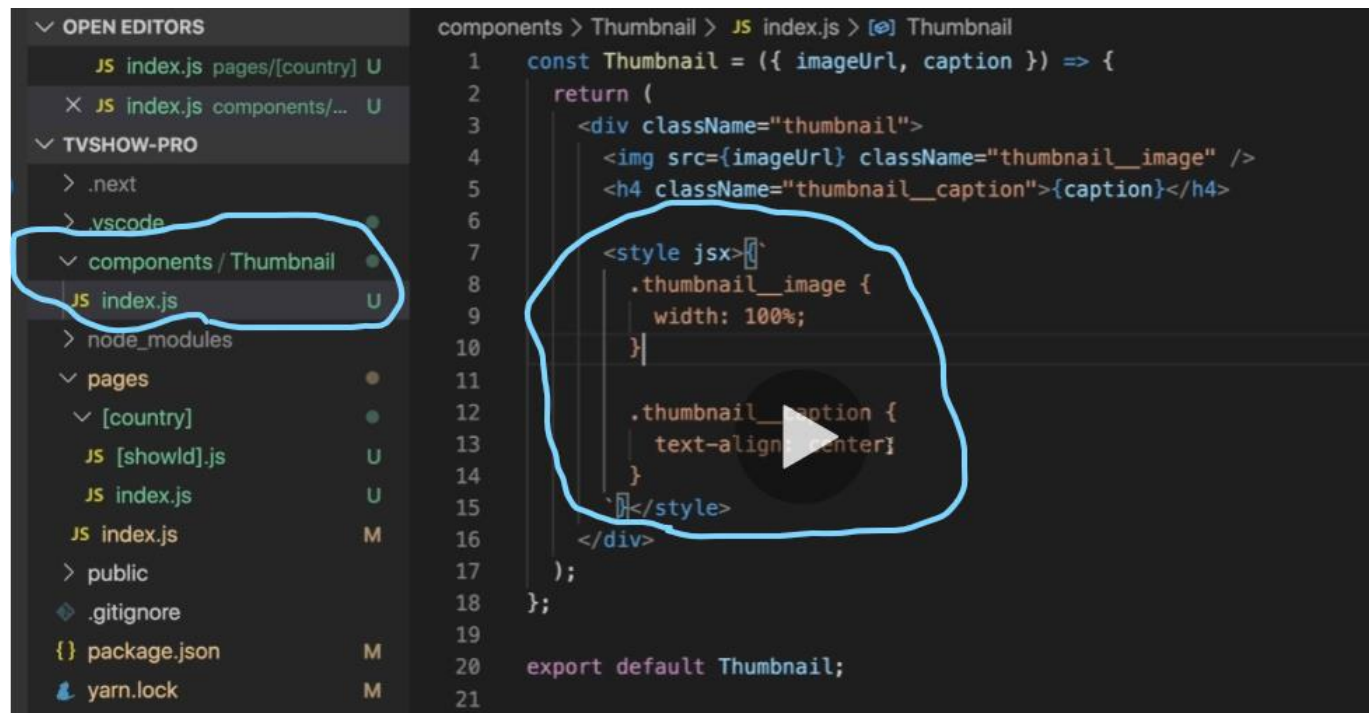 OPEN EDITORS
JS index.js pages/[country] U
JS index.js components/... U
TVSHOW-PRO
> .next
> .vscode
components / Thumbnail
JS index.js U
> node_modules
pages
[country]
JS [showId].js U
JS index.js U
JS index.js M
> public
.gitignore
{} package.json M
yarn.lock M
components > Thumbnail > JS index.js > Thumbnail
1 const Thumbnail = ({ imageUrl, caption }) => {
2 return (
3 <div className="thumbnail">
4 <img src={imageUrl} className="thumbnail__image" />
5 <h4 className="thumbnail__caption">{caption}</h4>
6
7 <style jsx>{`
8 .thumbnail__image {
9 width: 100%;
10 }
11
12 .thumbnail__caption {
13 text-align: center;
14 }
15 `}</style>
16 </div>
17 );
18 };
19
20 export default Thumbnail;
21